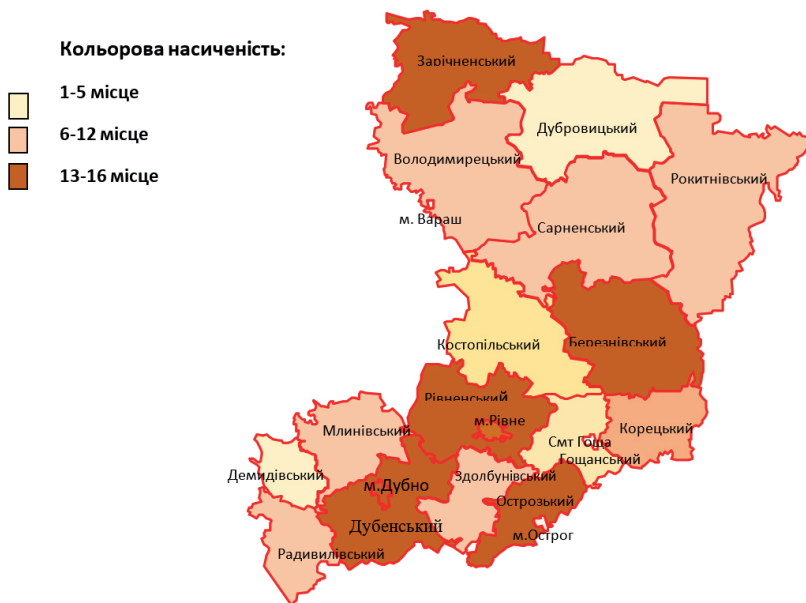 Кольорова насиченість:
1-5 місце
6-12 місце
13-16 місце
Зарічненський
Дубровицький
Володимирецький
Рокитнівський
м. Вараш
Сарненський
Костопільський
Березнівський
Рівненський
м.Рівне
Млинівський
Смт Гоща
Корецький
Гощанський
Демидівський
м.Дубно
Здолбунівський
Острозький
Дубенський
м.Острог
Радивилівський